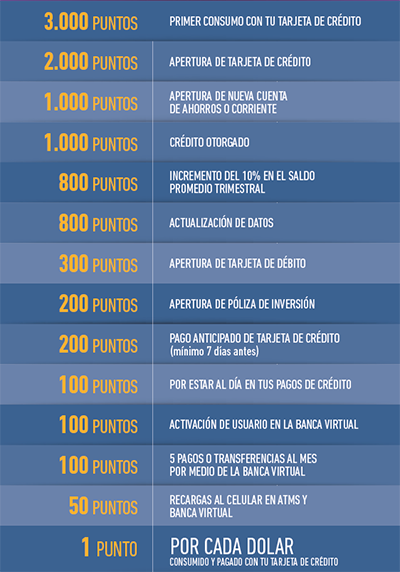 3.000 PUNTOS
PRIMER CONSUMO CON TU TARJETA DE CRÉDITO
2.000 PUNTOS
APERTURA DE TARJETA DE CRÉDITO
1.000 PUNTOS
APERTURA DE NUEVA CUENTA
DE AHORROS O CORRIENTE
1.000 PUNTOS
CRÉDITO OTORGADO
800 PUNTOS
INCREMENTO DEL 10% EN EL SALDO
PROMEDIO TRIMESTRAL
800 PUNTOS
ACTUALIZACIÓN DE DATOS
300 PUNTOS
APERTURA DE TARJETA DE DÉBITO
200 PUNTOS
APERTURA DE PÓLIZA DE INVERSIÓN
200 PUNTOS
PAGO ANTICIPADO DE TARJETA DE CRÉDITO
(mínimo 7 días antes)
100 PUNTOS
POR ESTAR AL DÍA EN TUS PAGOS DE CRÉDITO
100 PUNTOS
ACTIVACIÓN DE USUARIO EN LA BANCA VIRTUAL
100 PUNTOS
5 PAGOS O TRANSFERENCIAS AL MES
POR MEDIO DE LA BANCA VIRTUAL
50 PUNTOS
RECARGAS AL CELULAR EN ATMS Y
BANCA VIRTUAL
1 PUNTO
POR CADA DOLAR
CONSUMIDO Y PAGADO CON TU TARJETA DE CRÉDITO